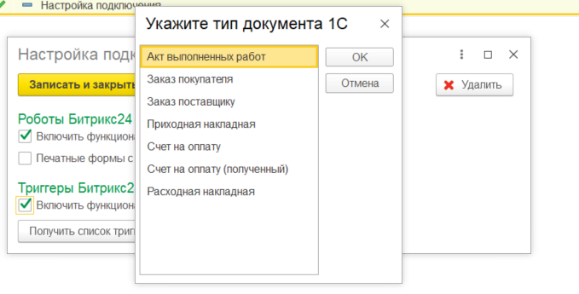 Настройка подключения
Укажите тип документа 1С
Настройка подк
Записать и закрыть
Удалить
Роботы Битрикс24
Включить функцион
Печатные формы с
Триггеры Битрикс2
Включить функцион
Получить список триг
Акт выполненных работ
Заказ покупателя
Заказ поставщику
Приходная накладная
Счет на оплату
Счет на оплату (полученный)
Расходная накладная
OK
Отмена